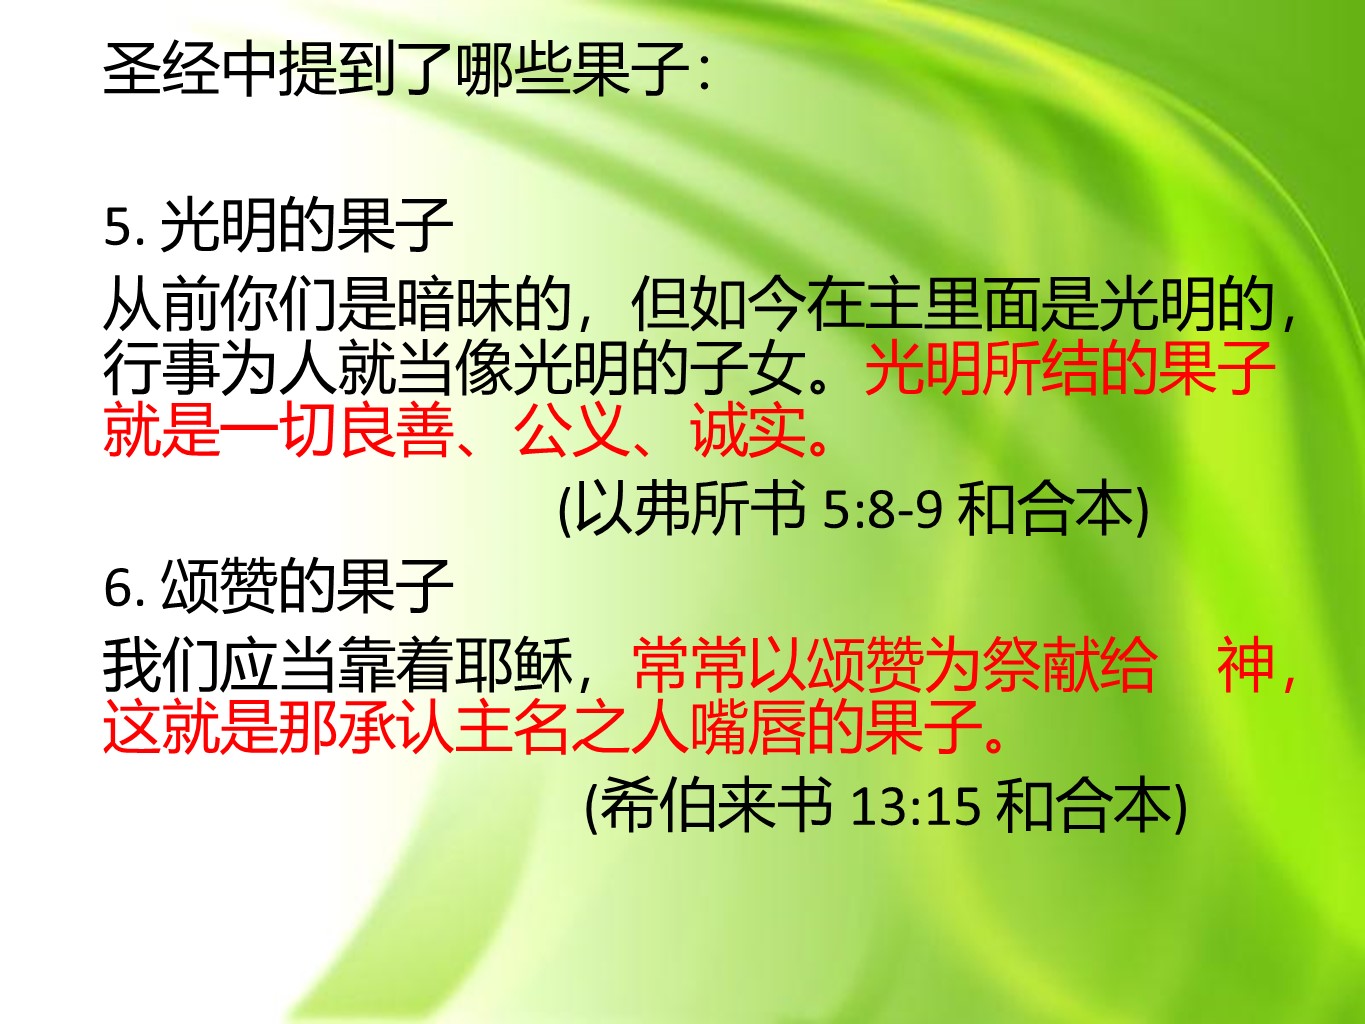 圣经中提到了哪些果子：
5. 光明的果子
从前你们是暗昧的，但如今在主里面是光明的，
行事为人就当像光明的子女。光明所结的果子
就是一切良善、公义、诚实。
(以弗所书 5:8-9 和合本)
6. 颂赞的果子
我们应当靠着耶稣，常常以颂赞为祭献给　神，
这就是那承认主名之人嘴唇的果子。
(希伯来书 13:15 和合本)